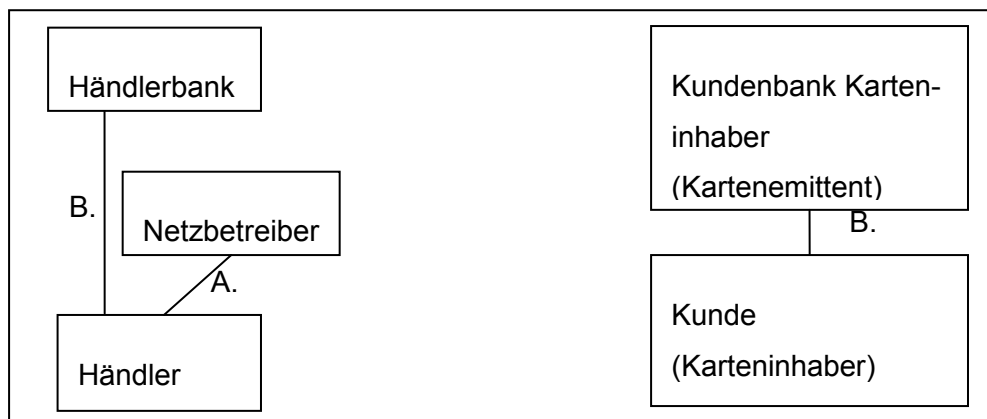 Händlerbank
Kundenbank Karten-
inhaber
(Kartenemittent)
B.
Netzbetreiber
B.
A.
Händler
Kunde
(Karteninhaber)